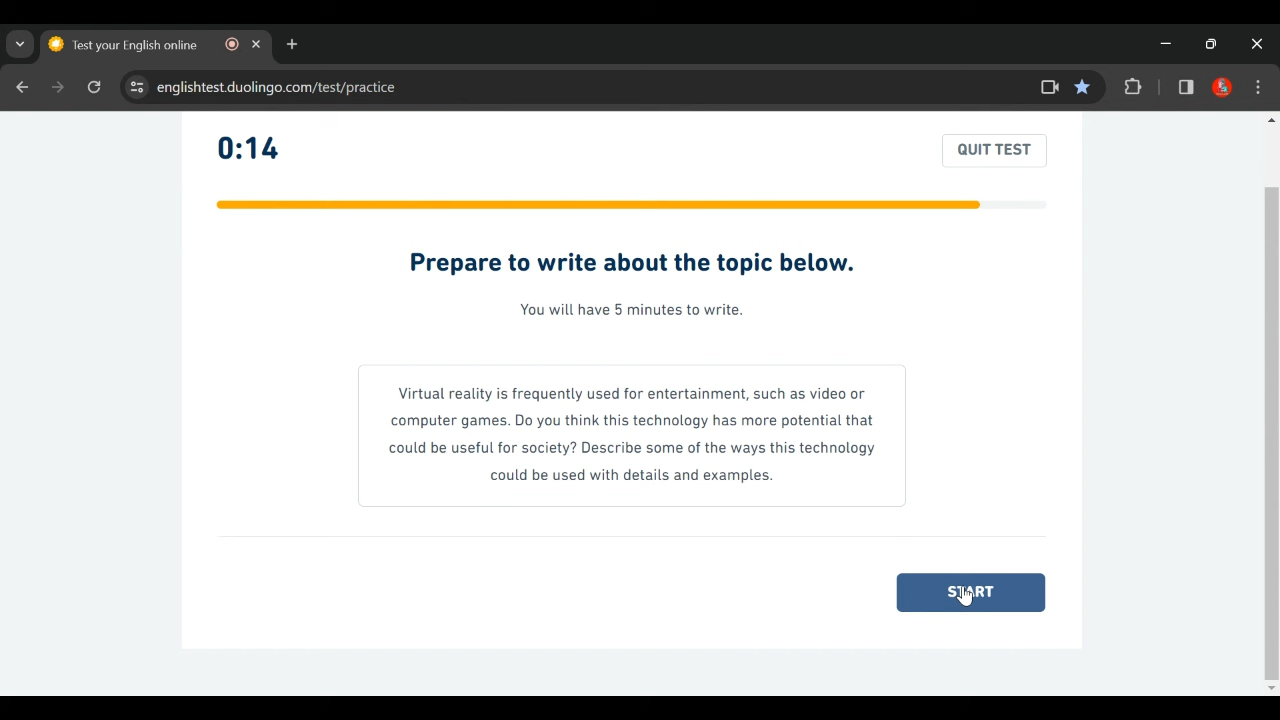 Test your English online
englishtest.duolingo.com/test/practice
0:14
QUIT TEST
Prepare to write about the topic below.
You will have 5 minutes to write.
Virtual reality is frequently used for entertainment, such as video or
computer games. Do you think this technology has more potential that
could be useful for society? Describe some of the ways this technology
could be used with details and examples.
START